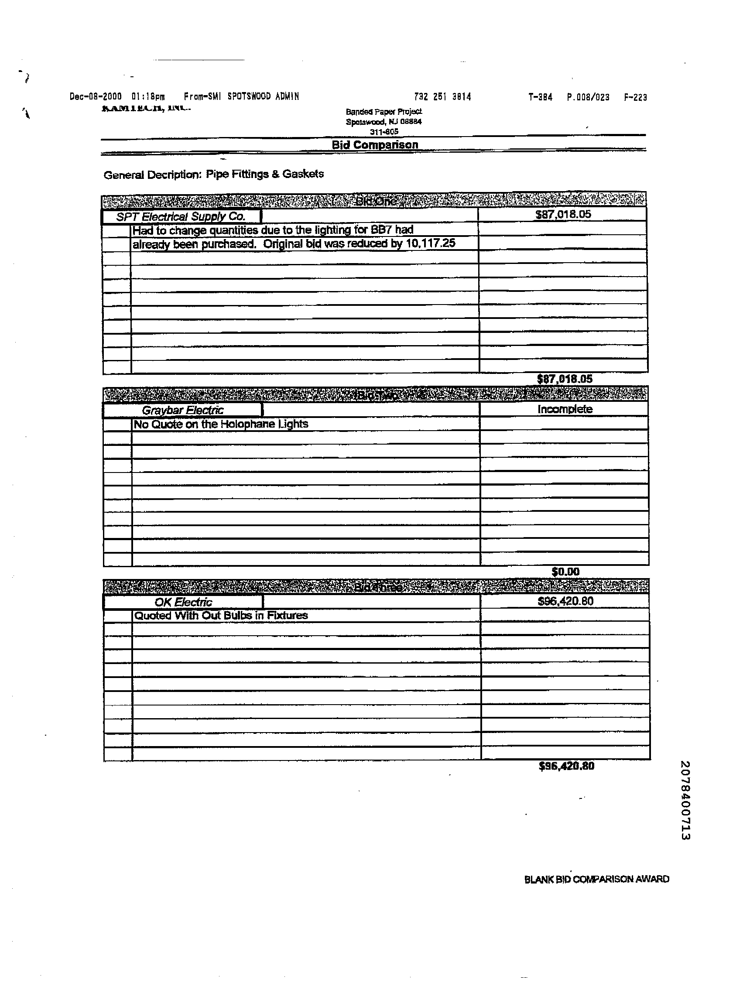 Dec-08-2000 01:18pm From-SMI SPOTSWOOD ADMIN 732 251 3814 T-384 P.008/023 F-223
KAMTECH, INC.
Banded Paper Project
Spotswood, NJ 08884
311-605
Bid Comparison
General Decription: Pipe Fittings & Gaskets
Bid One
SPT Electrical Supply Co. $87,018.05
Had to change quantities due to the lighting for BB7 had
already been purchased. Original bid was reduced by 10,117.25
$87,018.05
Bid Two
Graybar Electric Incomplete
No Quote on the Holophane Lights
$0.00
Bid Three
OK Electric $96,420.80
Quoted With Out Bulbs in Fixtures
$96,420.80
2078400713
BLANK BID COMPARISON AWARD